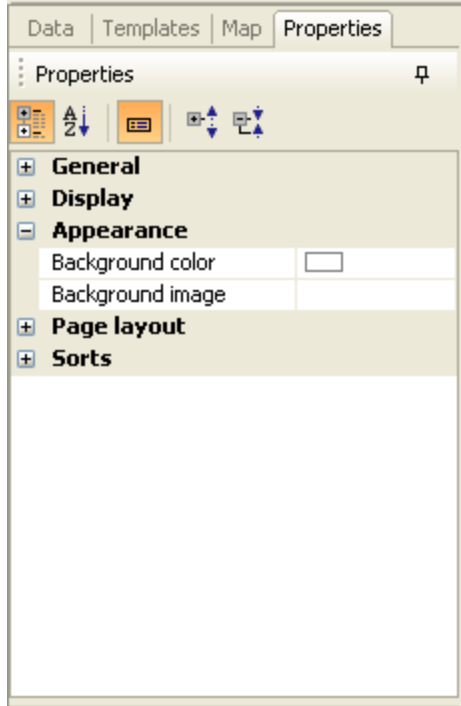 Data Templates Map Properties
Properties
A
Z
General
Display
Appearance
Background color
Background image
Page layout
Sorts